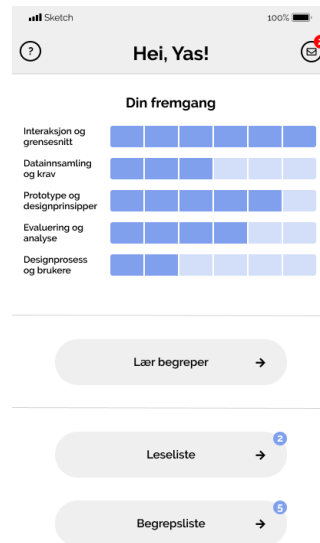 Sketch 100%
?
Hei, Yas!
Din fremgang
Interaksjon og
grensesnitt
Datainnsamling
og krav
Prototype og
designprinsipper
Evaluering og
analyse
Designprosess
og brukere
Lær begreper
2
Leseliste
5
Begrepsliste